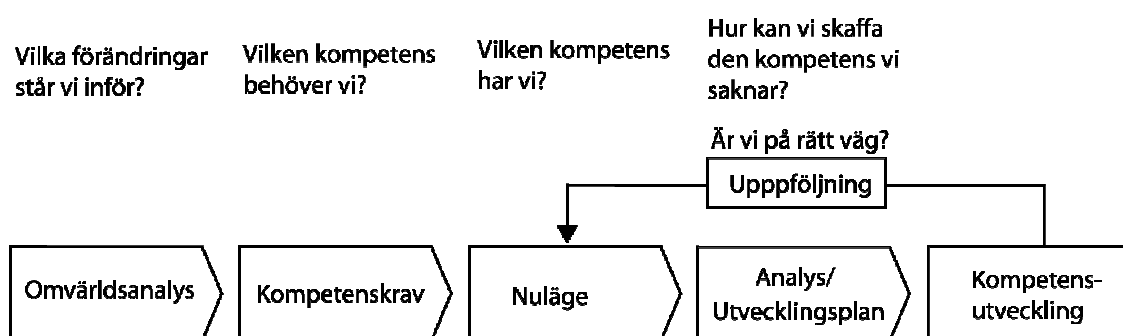 Vilka förändringar
står vi inför?
Vilken kompetens
behöver vi?
Vilken kompetens
har vi?
Hur kan vi skaffa
den kompetens vi
saknar?
Är vi på rätt väg?
Upppföljning
Omvärldsanalys
Kompetenskrav
Nuläge
Analys/
Utvecklingsplan
Kompetens-
utveckling